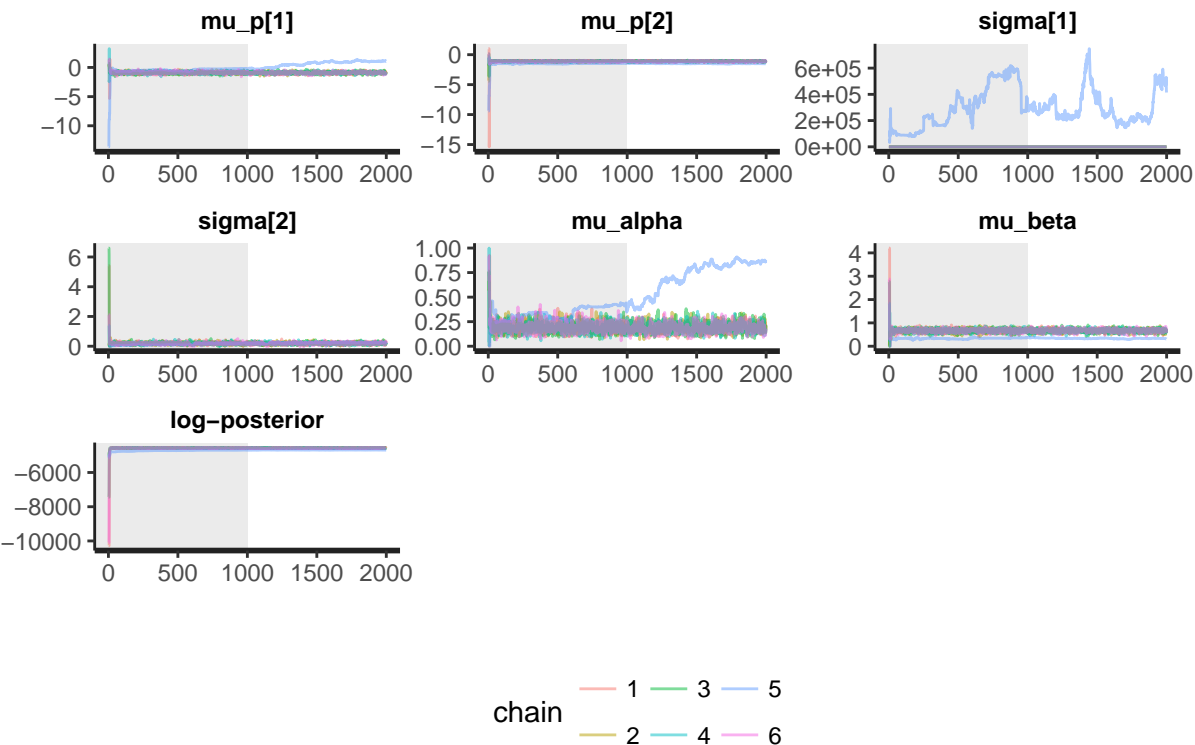 mu_p[1] mu_p[2] sigma[1]
0
−5
−10
0
−5
−10
−15
6e+05
4e+05
2e+05
0e+00
0 500 1000 1500 2000 0 500 1000 1500 2000 0 500 1000 1500 2000
sigma[2] mu_alpha mu_beta
6
4
2
0
1.00
0.75
0.50
0.25
0.00
4
3
2
1
0
0 500 1000 1500 2000 0 500 1000 1500 2000 0 500 1000 1500 2000
log−posterior
−6000
−8000
−10000
0 500 1000 1500 2000
chain
1 3 5
2 4 6